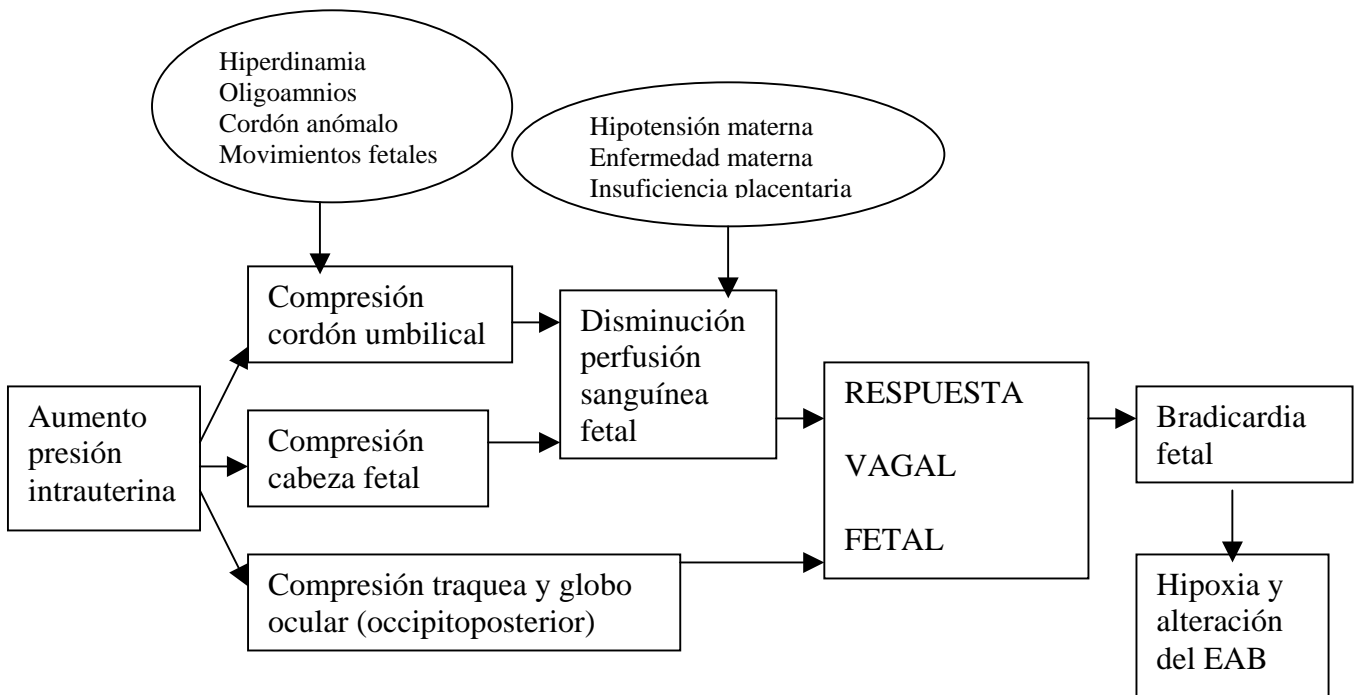 Hiperdinamia
Oligoamnios
Cordón anómalo
Movimientos fetales
Hipotensión materna
Enfermedad materna
Insuficiencia placentaria
Compresión
cordón umbilical
Disminución
perfusión
sanguínea
fetal
Aumento
presión
intrauterina
Compresión
cabeza fetal
Compresión traquea y globo
ocular (occipitoposterior)
RESPUESTA
VAGAL
FETAL
Bradicardia
fetal
Hipoxia y
alteración
del EAB